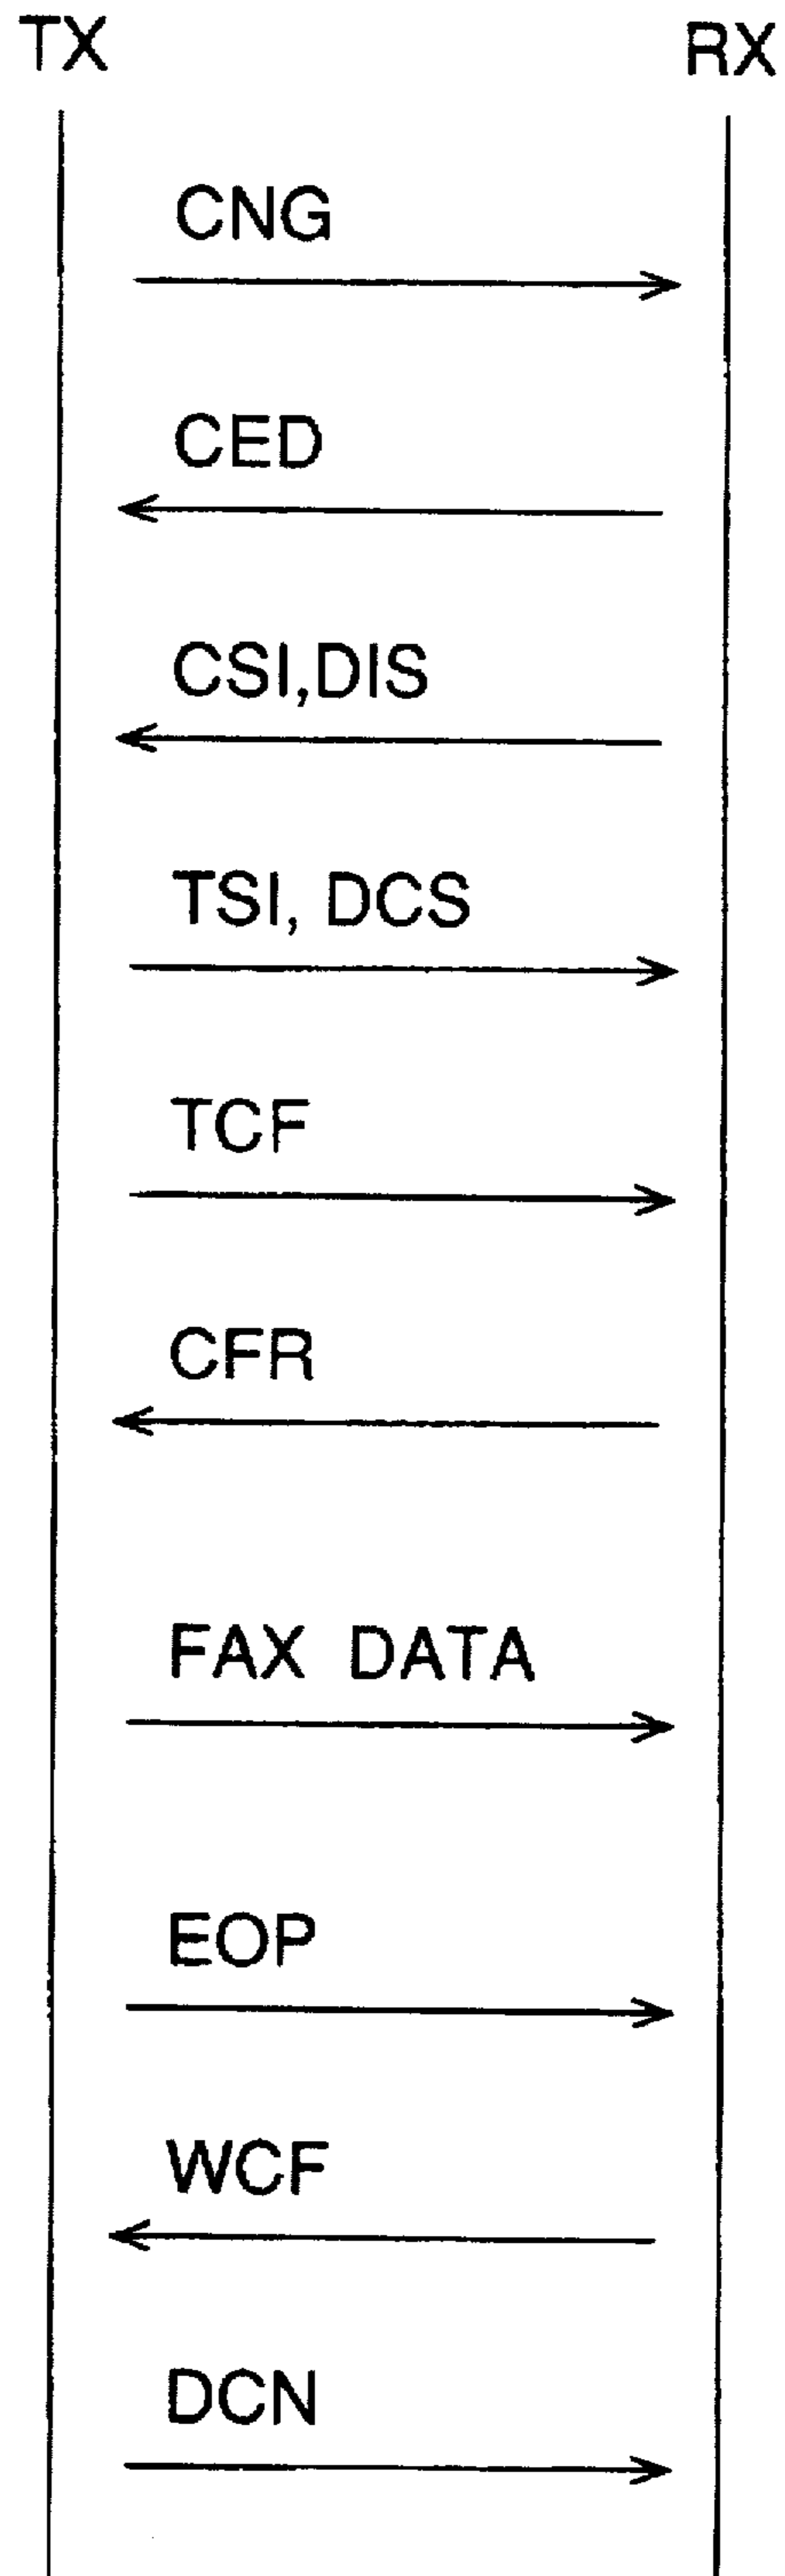 TX RX
CNG
CED
CSI,DIS
TSI, DCS
TCF
CFR
FAX DATA
EOP
WCF
DCN